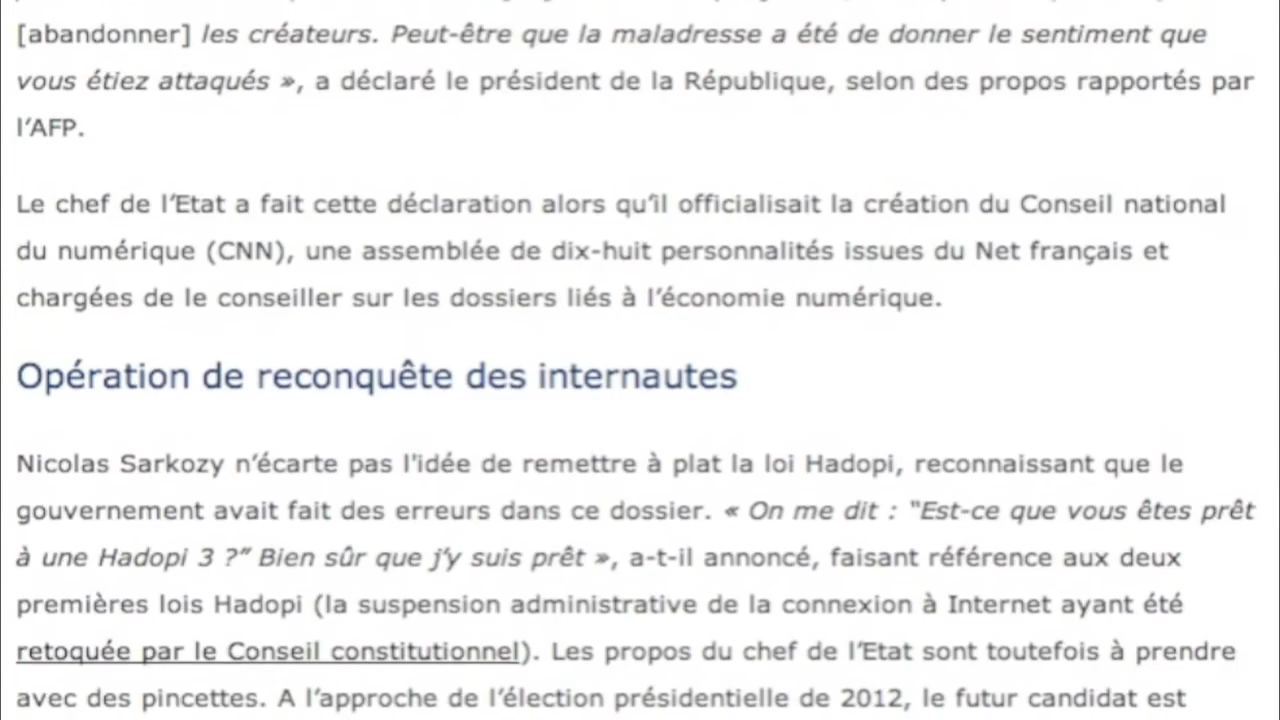 [abandonner] les créateurs. Peut-être que la maladresse a été de donner le sentiment que
vous étiez attaqués », a déclaré le président de la République, selon des propos rapportés par
l’AFP.
Le chef de l’Etat a fait cette déclaration alors qu’il officialisait la création du Conseil national
du numérique (CNN), une assemblée de dix-huit personnalités issues du Net français et
chargées de le conseiller sur les dossiers liés à l’économie numérique.
Opération de reconquête des internautes
Nicolas Sarkozy n’écarte pas l'idée de remettre à plat la loi Hadopi, reconnaissant que le
gouvernement avait fait des erreurs dans ce dossier. « On me dit : “Est-ce que vous êtes prêt
à une Hadopi 3 ?” Bien sûr que j’y suis prêt », a-t-il annoncé, faisant référence aux deux
premières lois Hadopi (la suspension administrative de la connexion à Internet ayant été
retoquée par le Conseil constitutionnel). Les propos du chef de l’Etat sont toutefois à prendre
avec des pincettes. A l’approche de l’élection présidentielle de 2012, le futur candidat est